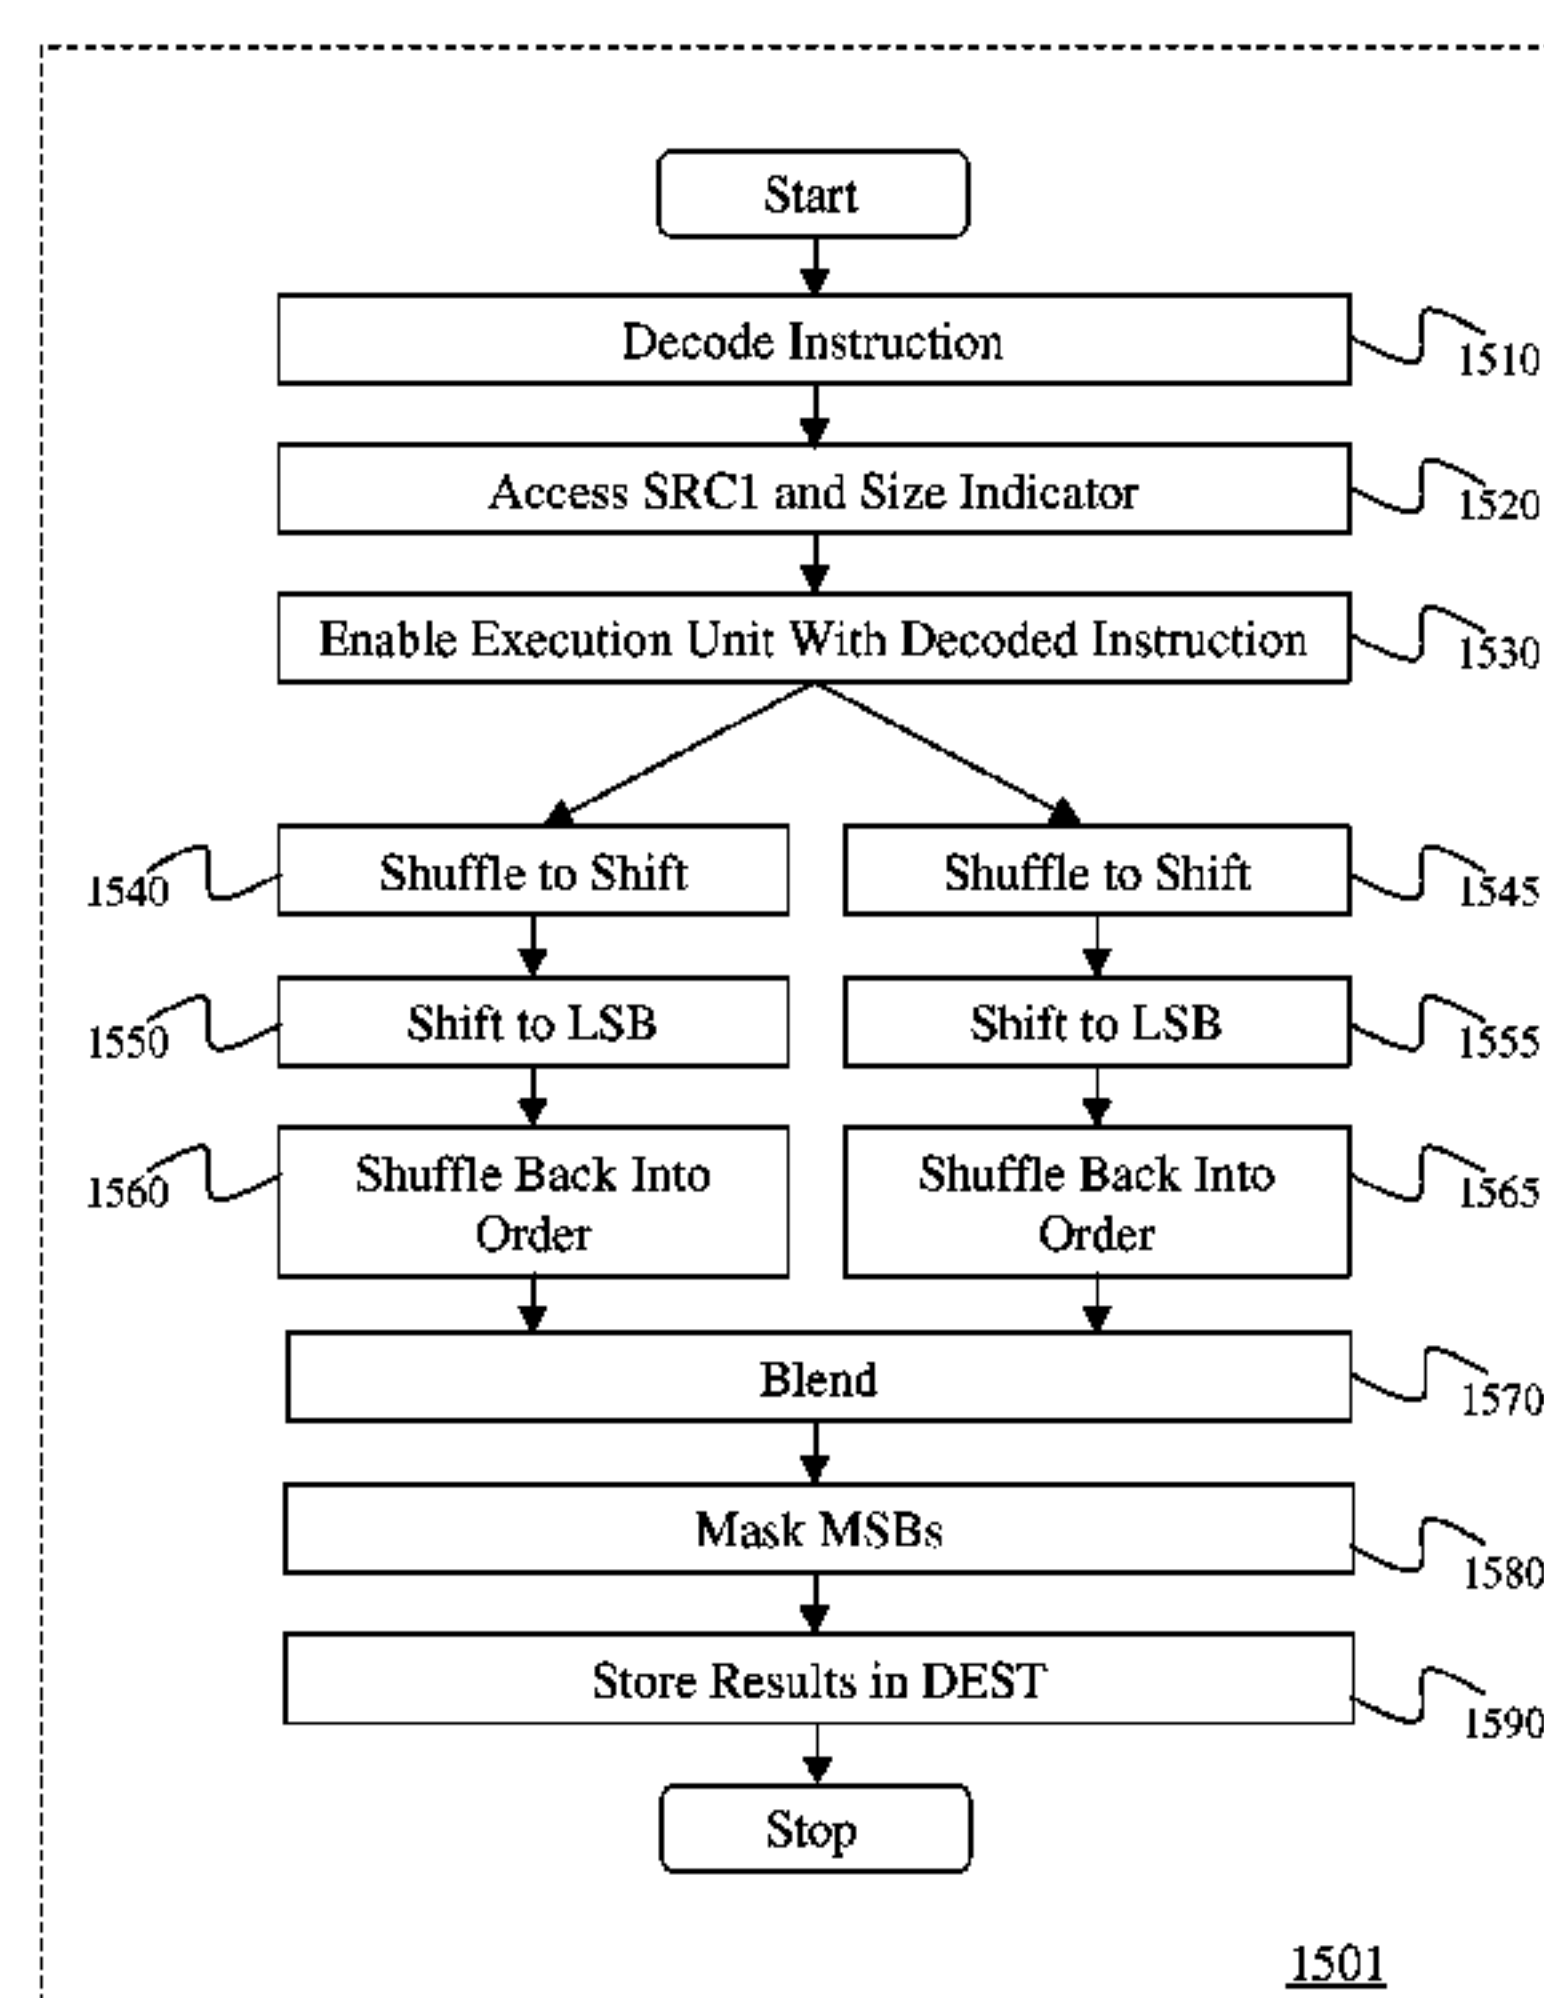 Start
Decode Instruction
1510
Access SRC1 and Size Indicator
1520
Enable Execution Unit With Decoded Instruction
1530
Shuffle to Shift
Shuffle to Shift
1540
1545
Shift to LSB
Shift to LSB
1550
1555
Shuffle Back Into
Order
Shuffle Back Into
Order
1560
1565
Blend
1570
Mask MSBs
1580
Store Results in DEST
1590
Stop
1501